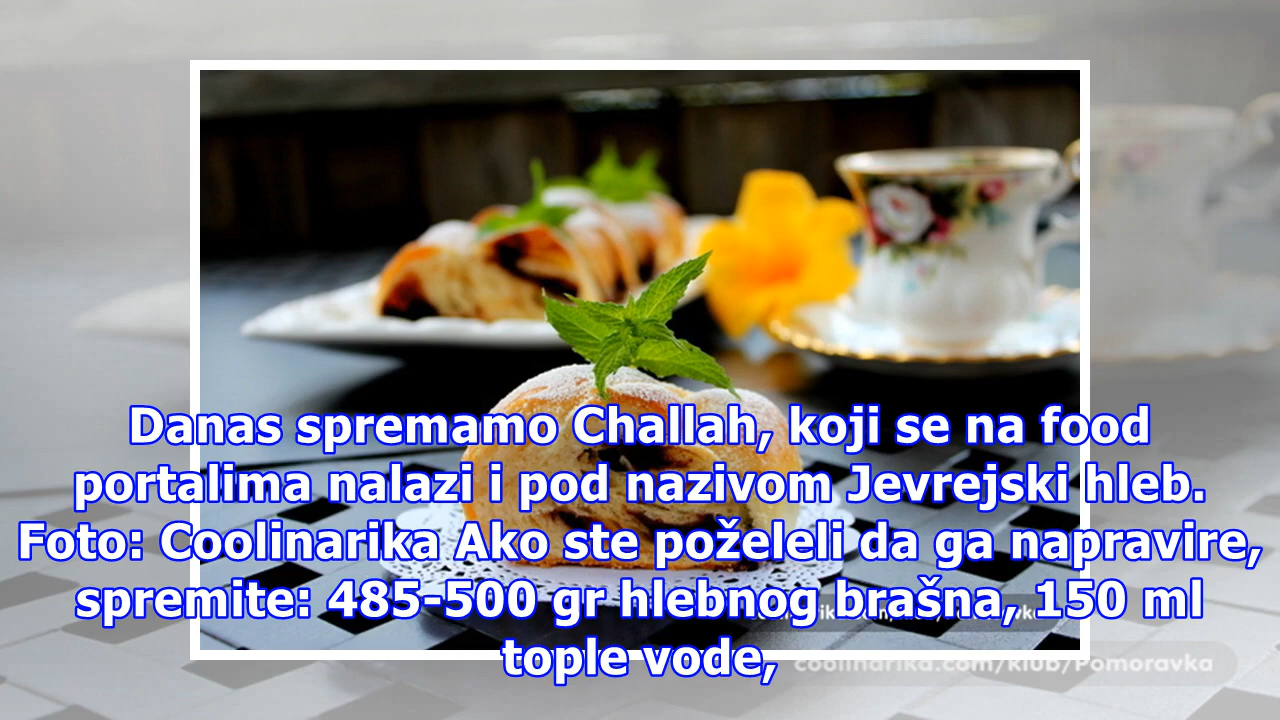 Danas spremamo Challah, koji se na food
portalima nalazi i pod nazivom Jevrejski hleb.
Foto: Coolinarika Ako ste poželeli da ga napravire,
spremite: 485-500 gr hlebnog brašna, 150 ml
tople vode,
coolinarika.com/klub/Pomoravka